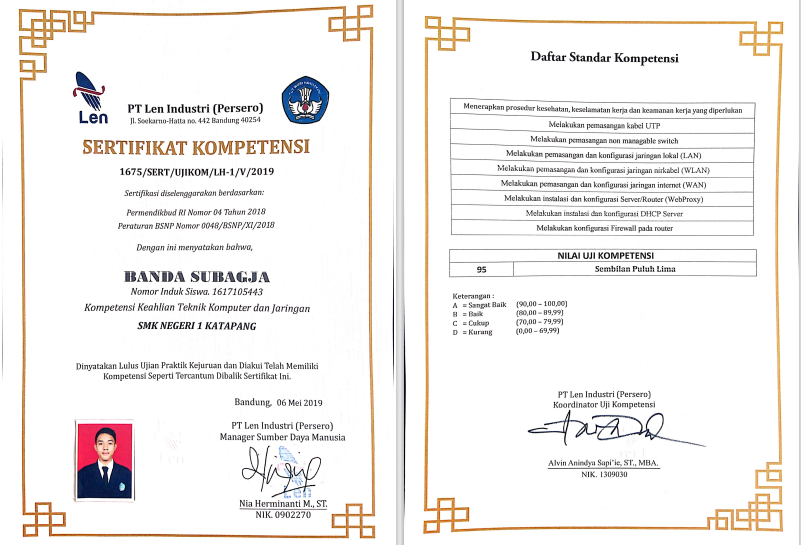 Len
PT Len Industri (Persero)
Jl. Soekarno-Hatta no. 442 Bandung 40254
SERTIFIKAT KOMPETENSI
1675/SERT/UJIKOM/LH-1/V/2019
Sertifikasi diselenggarakan berdasarkan:
Permendikbud RI Nomor 04 Tahun 2018
Peraturan BSNP Nomor 0048/BSNP/XI/2018
Dengan ini menyatakan bahwa,
BANDA SUBAGJA
Nomor Induk Siswa. 1617105443
Kompetensi Keahlian Teknik Komputer dan Jaringan
SMK NEGERI 1 KATAPANG
Dinyatakan Lulus Ujian Praktik Kejuruan dan Diakui Telah Memiliki
Kompetensi Seperti Tercantum Dibalik Sertifikat Ini.
Bandung, 06 Mei 2019
PT Len Industri (Persero)
Manager Sumber Daya Manusia
Len
Nia Herminanti M., ST.
NIK. 0902270
Daftar Standar Kompetensi
Menerapkan prosedur kesehatan, keselamatan kerja dan keamanan kerja yang diperlukan
Melakukan pemasangan kabel UTP
Melakukan pemasangan non managable switch
Melakukan pemasangan dan konfigurasi jaringan lokal (LAN)
Melakukan pemasangan dan konfigurasi jaringan nirkabel (WLAN)
Melakukan pemasangan dan konfigurasi jaringan internet (WAN)
Melakukan instalasi dan konfigurasi Server/Router (WebProxy)
Melakukan instalasi dan konfigurasi DHCP Server
Melakukan konfigurasi Firewall pada router
NILAI UJI KOMPETENSI
95 Sembilan Puluh Lima
Keterangan :
A = Sangat Baik (90,00 – 100,00)
B = Baik (80,00 – 89,99)
C = Cukup (70,00 – 79,99)
D = Kurang (0,00 – 69,99)
PT Len Industri (Persero)
Koordinator Uji Kompetensi
Alvin Anindya Sapi'ie, ST., MBA.
NIK. 1309030